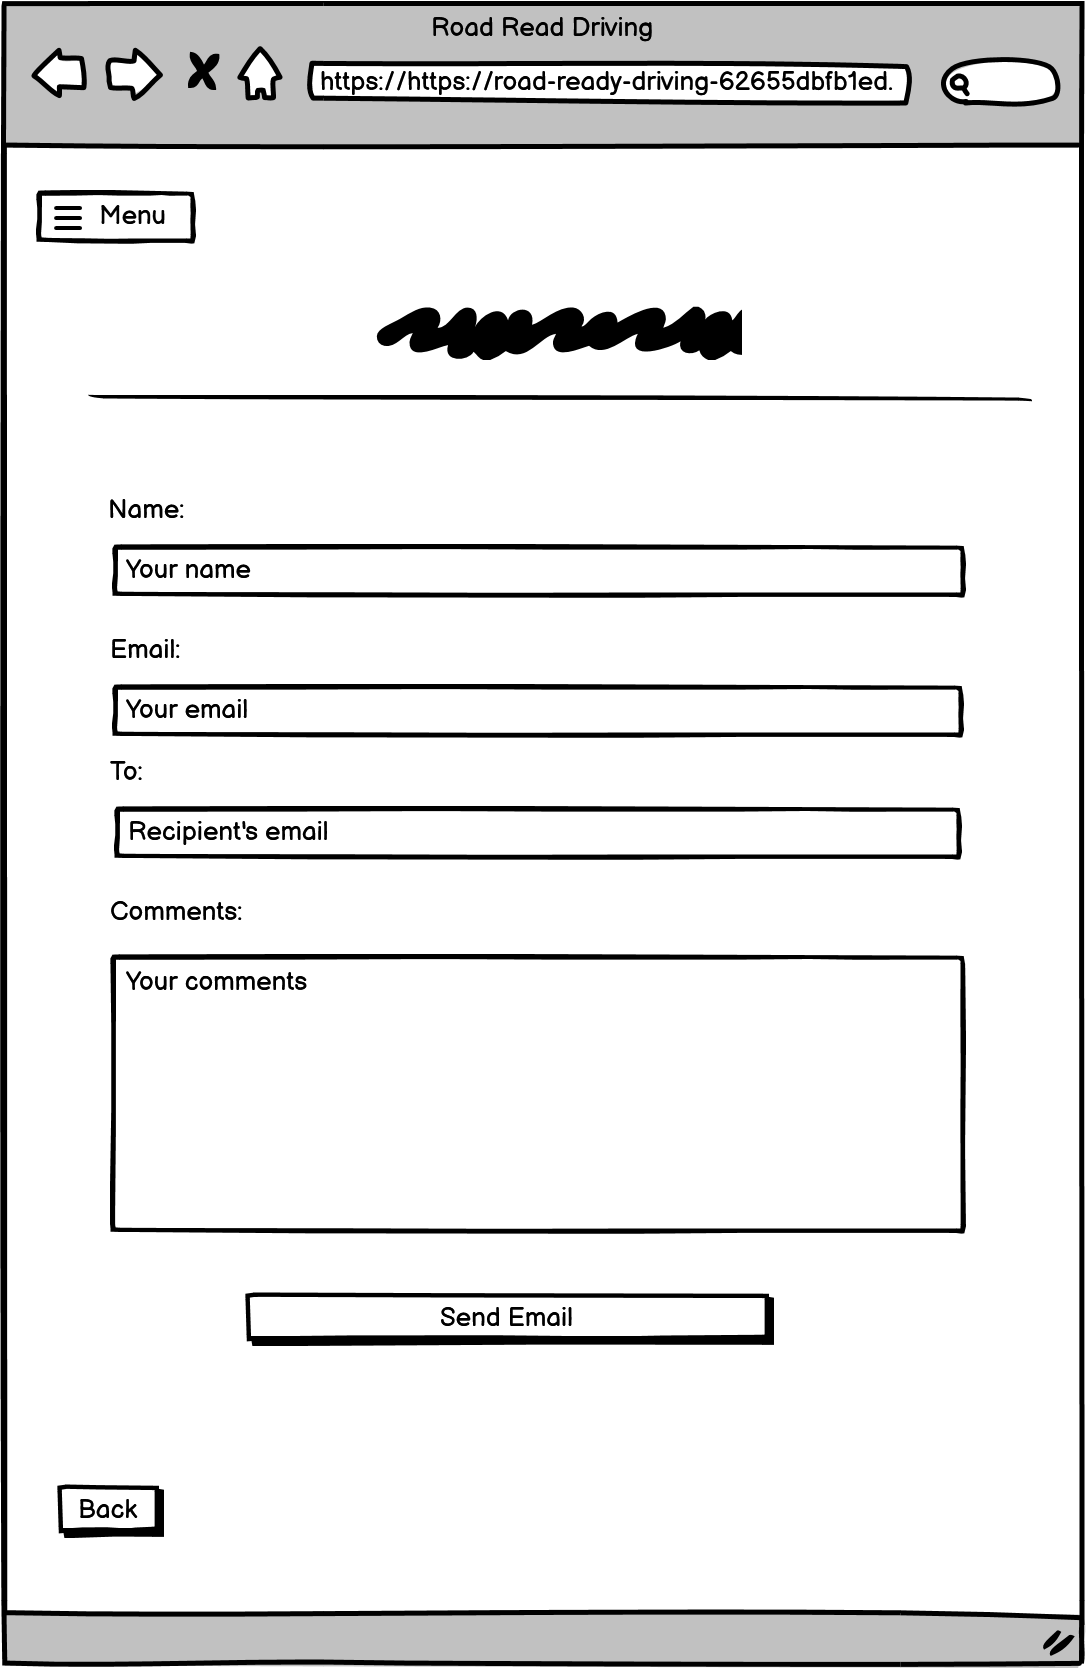 Road Read Driving
https://https://road-ready-driving-62655dbfb1ed.
Menu
Name:
Your name
Email:
Your email
To:
Recipient's email
Comments:
Your comments
Send Email
Back